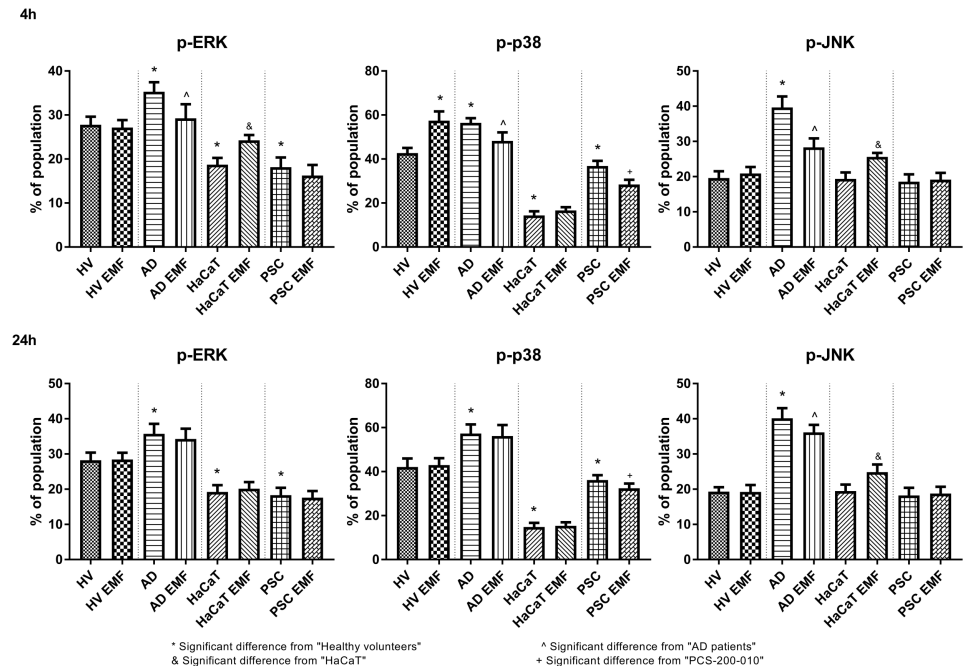 4h
p-ERK
p-p38
p-JNK
% of population
40
30
20
10
0
*
^
*
&
*
HV
HV EMF
AD
AD EMF
HaCaT
HaCaT EMF
PSC
PSC EMF
% of population
80
60
40
20
0
*
*
^
*
*
+
HV
HV EMF
AD
AD EMF
HaCaT
HaCaT EMF
PSC
PSC EMF
% of population
50
40
30
20
10
0
*
^
&
HV
HV EMF
AD
AD EMF
HaCaT
HaCaT EMF
PSC
PSC EMF
24h
p-ERK
p-p38
p-JNK
% of population
50
40
30
20
10
0
*
*
*
HV
HV EMF
AD
AD EMF
HaCaT
HaCaT EMF
PSC
PSC EMF
% of population
80
60
40
20
0
*
*
*
+
HV
HV EMF
AD
AD EMF
HaCaT
HaCaT EMF
PSC
PSC EMF
% of population
50
40
30
20
10
0
*
^
&
HV
HV EMF
AD
AD EMF
HaCaT
HaCaT EMF
PSC
PSC EMF
* Significant difference from "Healthy volunteers"
^ Significant difference from "AD patients"
& Significant difference from "HaCaT"
+ Significant difference from "PCS-200-010"